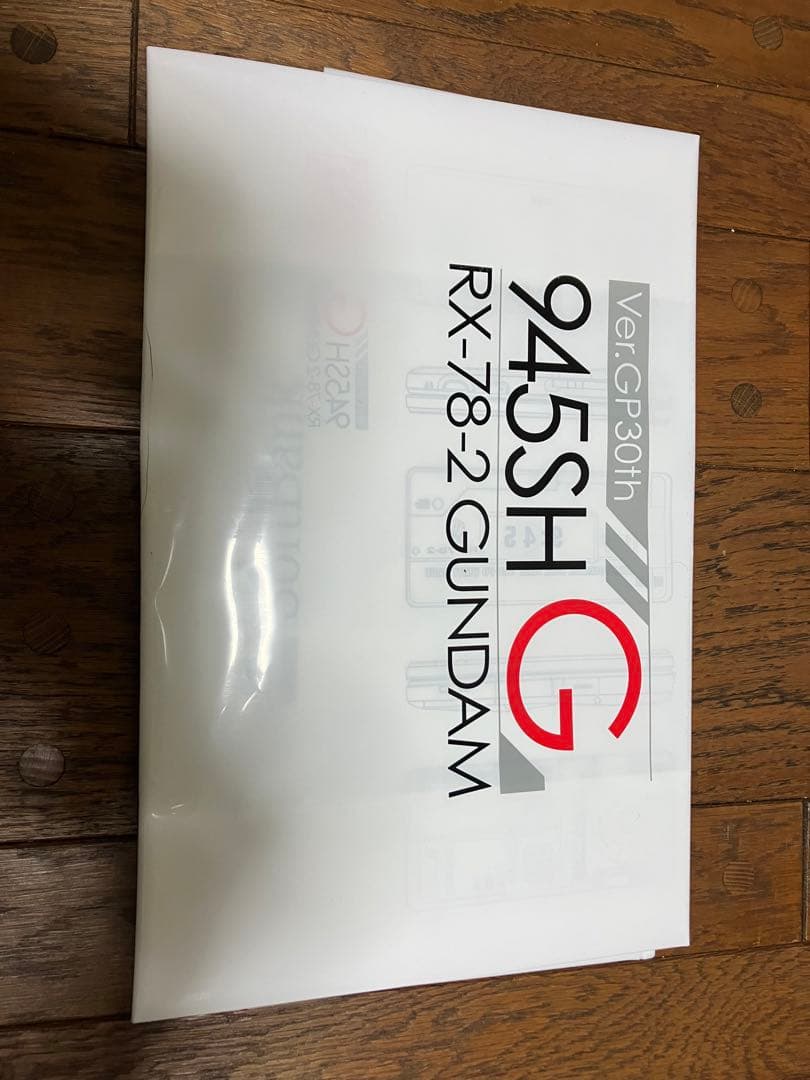 Ver.GP30th
945SH G
RX-78-2 GUNDAM